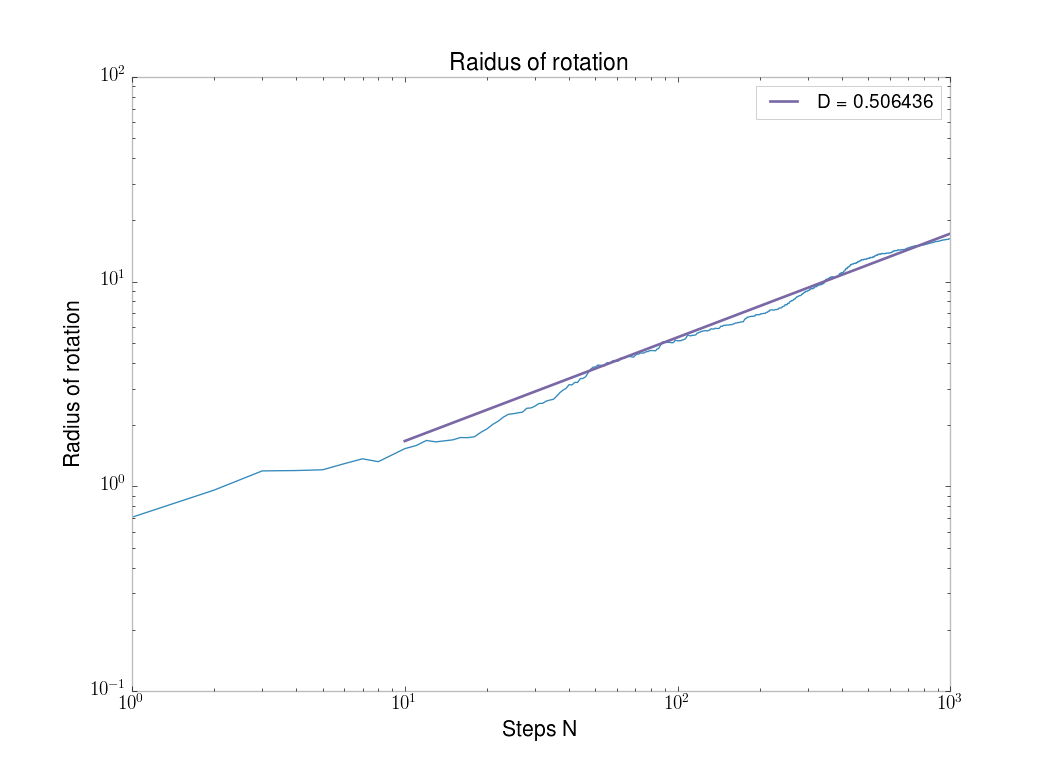 Raidus of rotation
D = 0.506436
10²
10¹
10⁰
10⁻¹
Radius of rotation
10⁰ 10¹ 10² 10³
Steps N